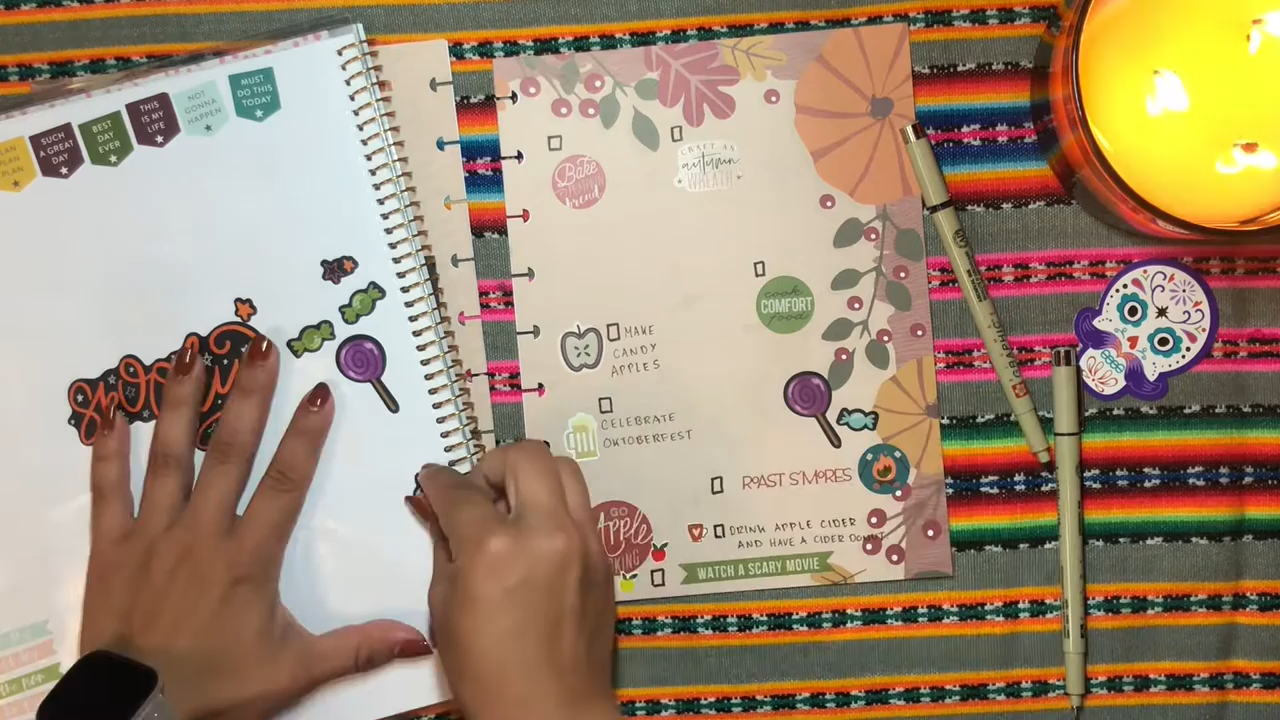 PLAN
PLAN
SUCH
A GREAT
DAY
BEST
DAY
EVER
THIS
IS MY
LIFE
NOT
GONNA
HAPPEN
MUST
DO THIS
TODAY
Spooky
Bake
bread
CRAFT AN
autumn
WREATH
cook
COMFORT
food
MAKE
CANDY
APPLES
CELEBRATE
OKTOBERFEST
ROAST S'MORES
GO
Apple
DRINK APPLE CIDER
AND HAVE A CIDER DONUT
WATCH A SCARY MOVIE